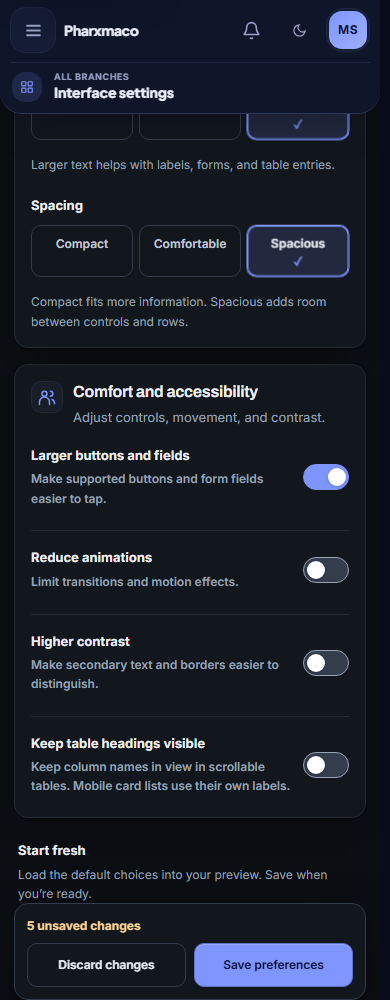 Pharxmaco
MS
ALL BRANCHES
Interface settings
✓
Larger text helps with labels, forms, and table entries.
Spacing
Compact
Comfortable
Spacious
✓
Compact fits more information. Spacious adds room
between controls and rows.
Comfort and accessibility
Adjust controls, movement, and contrast.
Larger buttons and fields
Make supported buttons and form fields
easier to tap.
Reduce animations
Limit transitions and motion effects.
Higher contrast
Make secondary text and borders easier to
distinguish.
Keep table headings visible
Keep column names in view in scrollable
tables. Mobile card lists use their own labels.
Start fresh
Load the default choices into your preview. Save when
you're ready.
5 unsaved changes
Discard changes
Save preferences